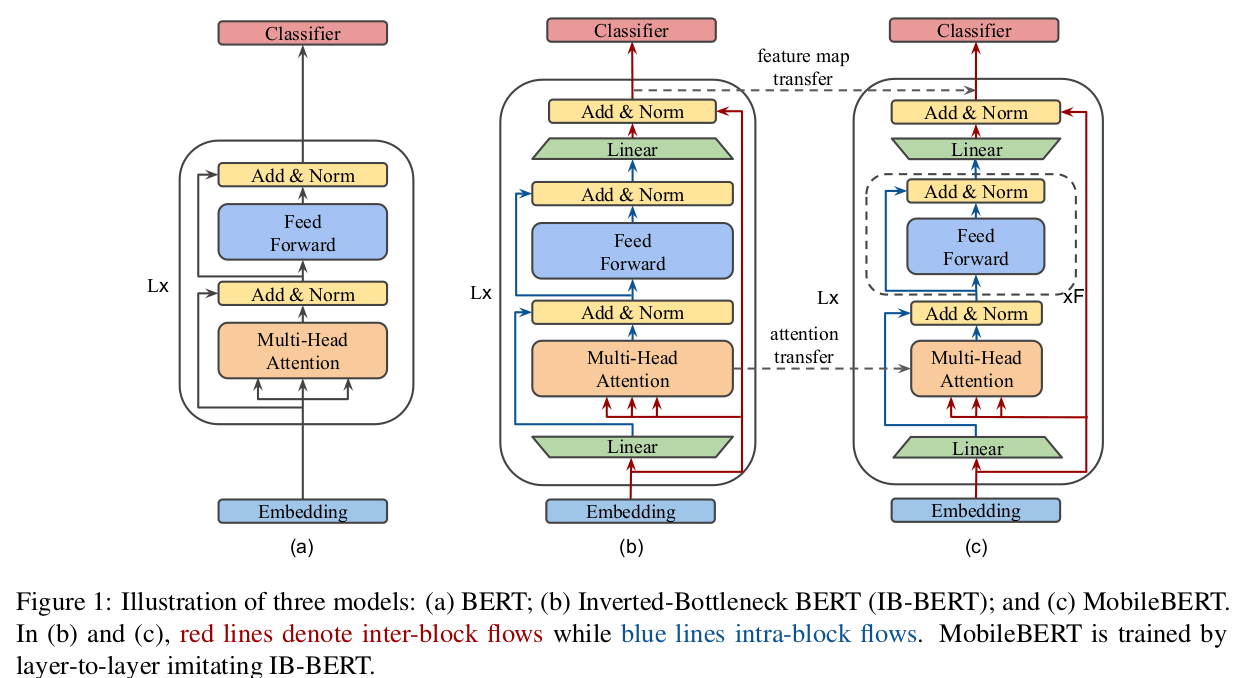 Classifier
Add & Norm
Feed
Forward
Add & Norm
Multi-Head
Attention
Lx
Embedding
(a)
Classifier
Add & Norm
Linear
Add & Norm
Feed
Forward
Add & Norm
Multi-Head
Attention
Linear
Lx
Embedding
(b)
feature map
transfer
attention
transfer
Classifier
Add & Norm
Linear
Add & Norm
Feed
Forward
xF
Add & Norm
Multi-Head
Attention
Linear
Lx
Embedding
(c)
Figure 1: Illustration of three models: (a) BERT; (b) Inverted-Bottleneck BERT (IB-BERT); and (c) MobileBERT.
In (b) and (c), red lines denote inter-block flows while blue lines intra-block flows. MobileBERT is trained by
layer-to-layer imitating IB-BERT.